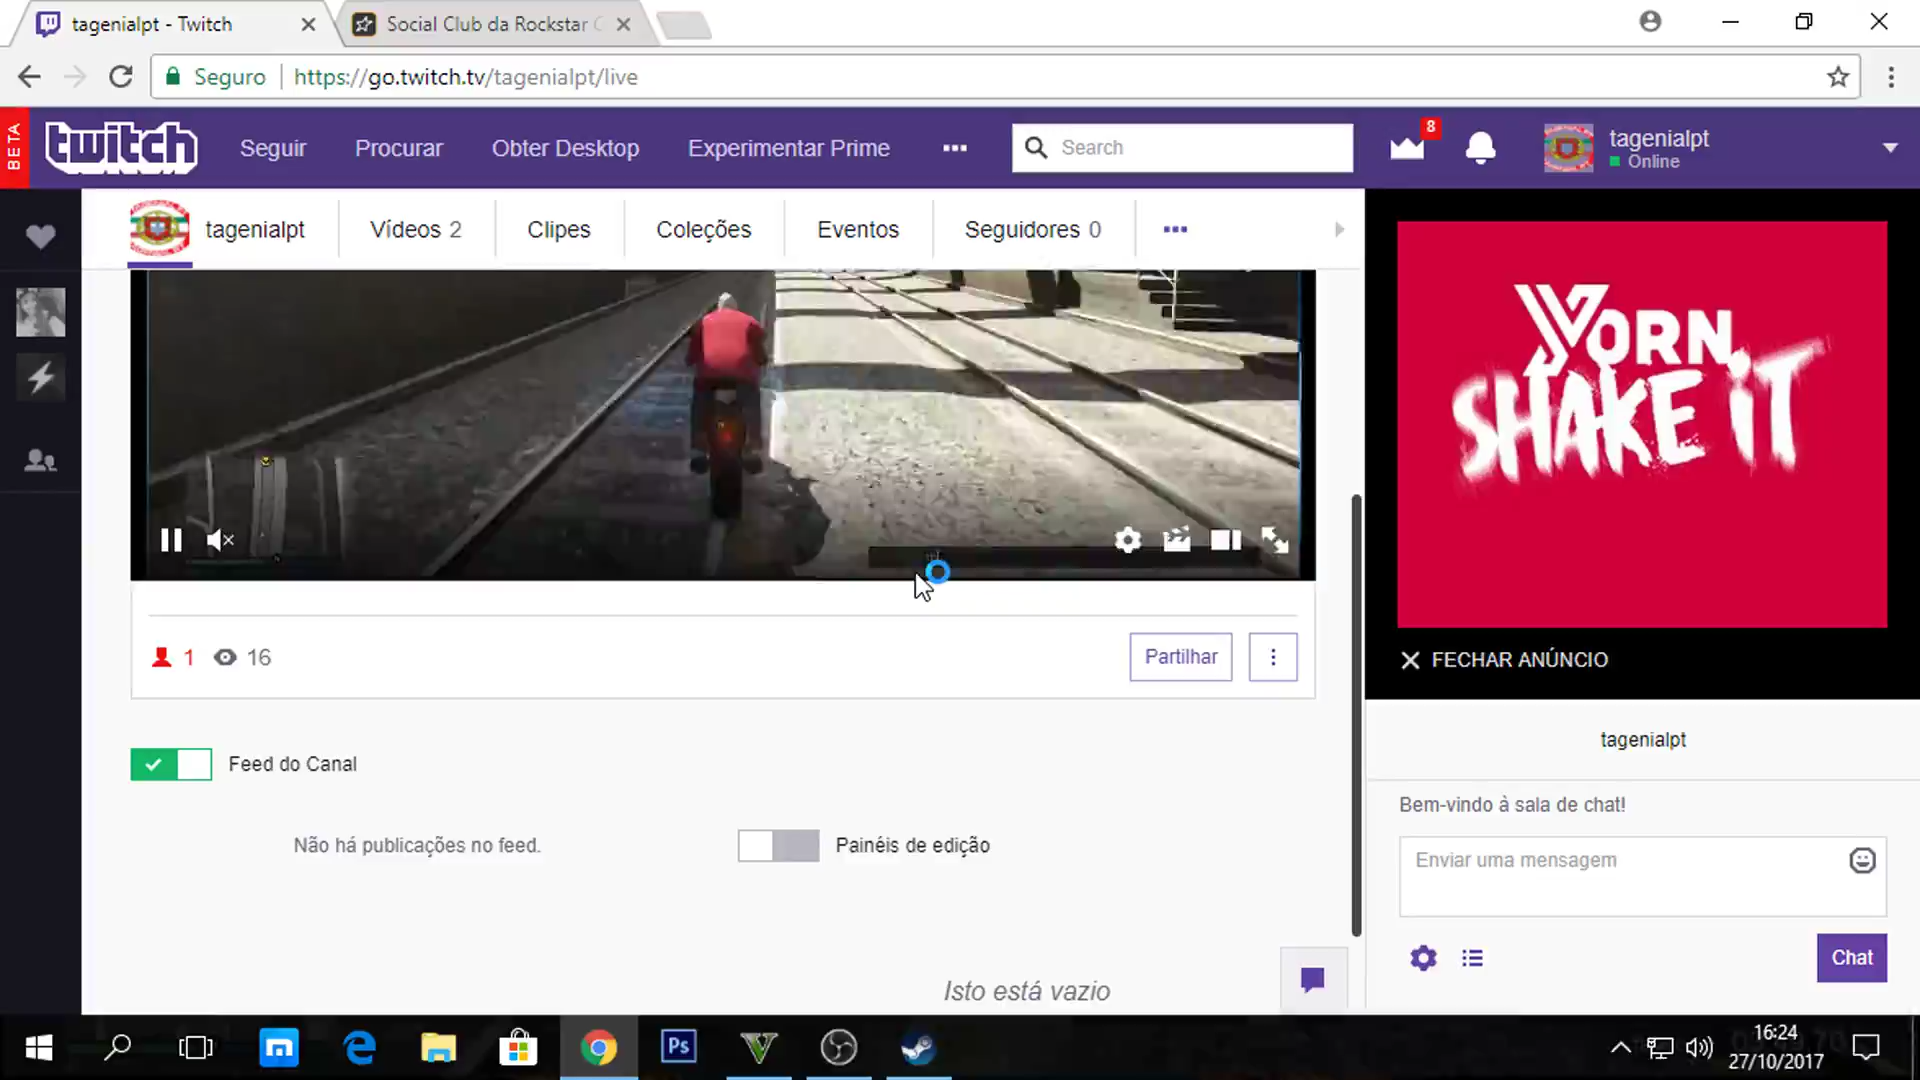 tagenialpt - Twitch
Social Club da Rockstar
Seguro
https://go.twitch.tv/tagenialpt/live
BETA
twitch
Seguir
Procurar
Obter Desktop
Experimentar Prime
Search
8
tagenialpt
Online
tagenialpt
Vídeos 2
Clipes
Coleções
Eventos
Seguidores 0
YORN
SHAKE iT
FECHAR ANÚNCIO
1
16
Partilhar
tagenialpt
Feed do Canal
Bem-vindo à sala de chat!
Não há publicações no feed.
Painéis de edição
Enviar uma mensagem
Chat
Isto está vazio
Ps
16:24
27/10/2017